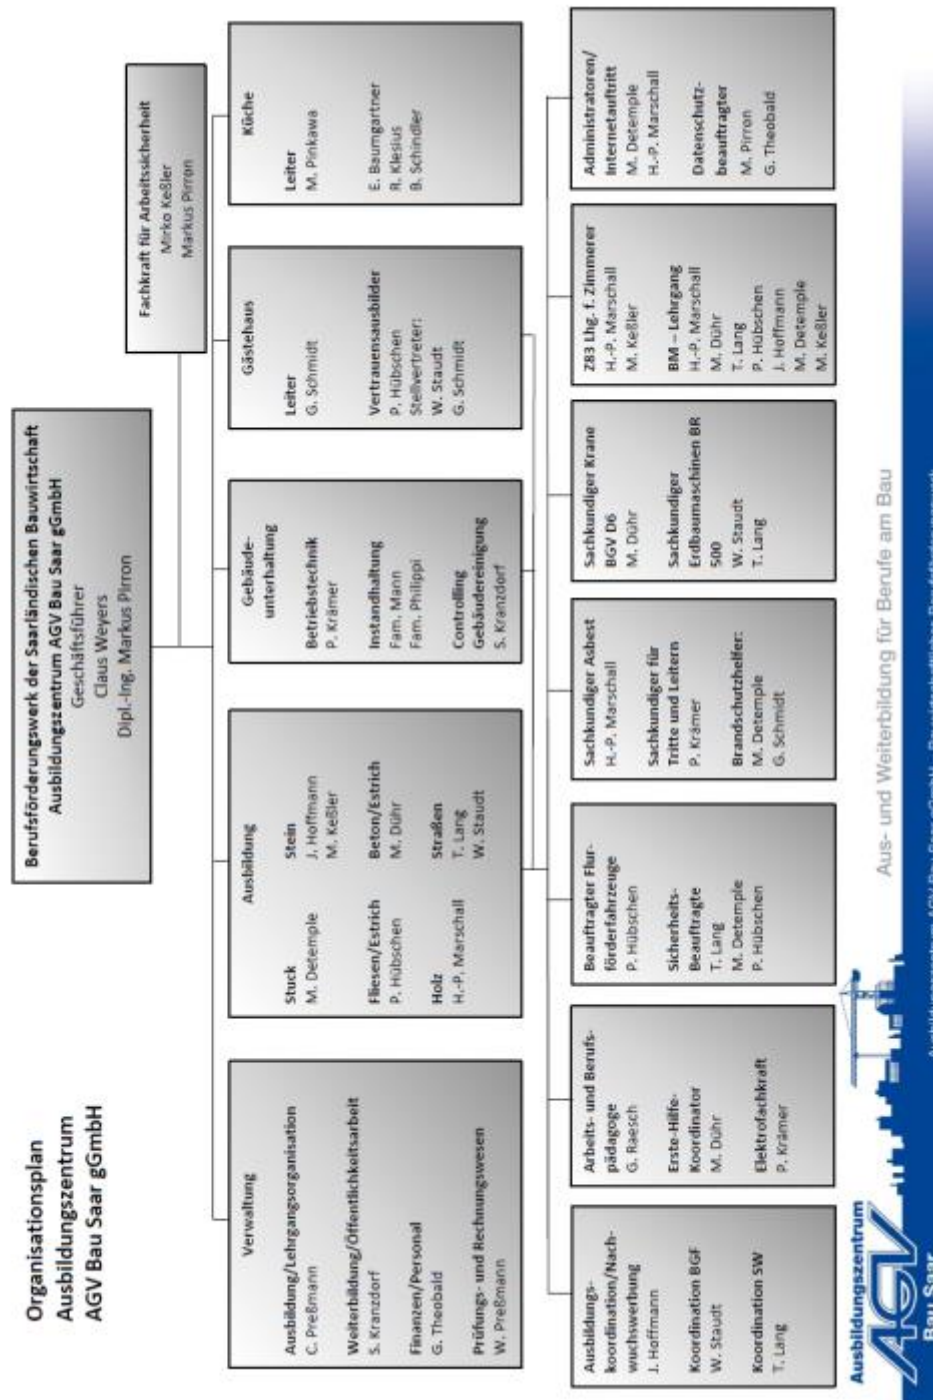 Organisationsplan
Ausbildungszentrum
AGV Bau Saar gGmbH
Berufsförderungswerk der Saarländischen Bauwirtschaft
Ausbildungszentrum AGV Bau Saar gGmbH
Geschäftsführer
Claus Weyers
Dipl.-Ing. Markus Pirron
Fachkraft für Arbeitssicherheit
Mirko Keßler
Markus Pirron
Verwaltung
Ausbildung/Lehrgangsorganisation
C. Preßmann
Weiterbildung/Öffentlichkeitsarbeit
S. Kranzdorf
Finanzen/Personal
G. Theobald
Prüfungs- und Rechnungswesen
W. Preßmann
Ausbildung
Stuck
M. Detemple
Fliesen/Estrich
P. Hübschen
Holz
H.-P. Marschall
Stein
J. Hoffmann
M. Keßler
Beton/Estrich
M. Dühr
Straßen
T. Lang
W. Staudt
Gebäude-
unterhaltung
Betriebstechnik
P. Krämer
Instandhaltung
Fam. Mann
Fam. Philippi
Controlling
Gebäudereinigung
S. Kranzdorf
Gästehaus
Leiter
G. Schmidt
Vertrauensausbilder
P. Hübschen
Stellvertreter:
W. Staudt
G. Schmidt
Küche
Leiter
M. Pinkawa
E. Baumgartner
R. Klesius
B. Schindler
Ausbildungs-
koordination/Nach-
wuchswerbung
J. Hoffmann
Koordination BGF
W. Staudt
Koordination SW
T. Lang
Arbeits- und Berufs-
pädagoge
G. Raesch
Erste-Hilfe-
Koordinator
M. Dühr
Elektrofachkraft
P. Krämer
Beauftragter Flur-
förderfahrzeuge
P. Hübschen
Sicherheits-
Beauftragte
T. Lang
M. Detemple
P. Hübschen
Sachkundiger Asbest
H.-P. Marschall
Sachkundiger für
Tritte und Leitern
P. Krämer
Brandschutzhelfer:
M. Detemple
G. Schmidt
Sachkundiger Krane
BGV D6
M. Dühr
Sachkundiger
Erdbaumaschinen BR
500
W. Staudt
T. Lang
Z83 Lhg. f. Zimmerer
H.-P. Marschall
M. Keßler
BM – Lehrgang
H.-P. Marschall
M. Dühr
T. Lang
P. Hübschen
J. Hoffmann
M. Detemple
M. Keßler
Administratoren/
Internetauftritt
M. Detemple
H.-P. Marschall
Datenschutz-
beauftragter
M. Pirron
G. Theobald
Ausbildungszentrum
AGV
Bau Saar
Aus- und Weiterbildung für Berufe am Bau